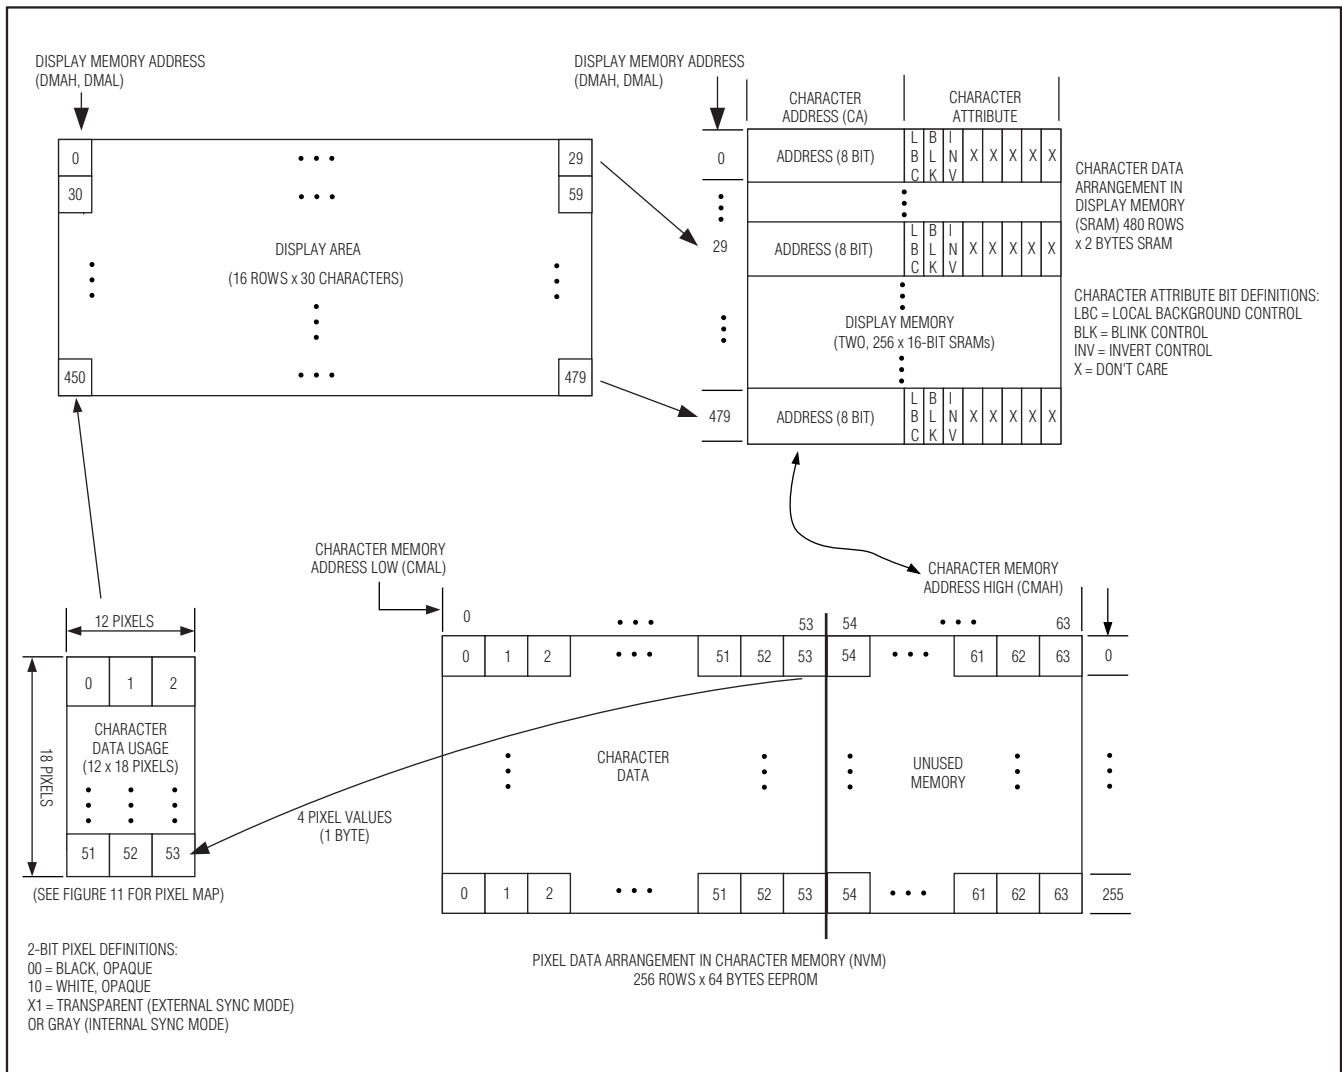 DISPLAY MEMORY ADDRESS
(DMAH, DMAL)
0
• • •
29
30
• • •
59
DISPLAY AREA
(16 ROWS x 30 CHARACTERS)
450
• • •
479
DISPLAY MEMORY ADDRESS
(DMAH, DMAL)
CHARACTER
ADDRESS (CA)
CHARACTER
ATTRIBUTE
0
ADDRESS (8 BIT)
LBC
BLK
INV
X X X X X
29
ADDRESS (8 BIT)
LBC
BLK
INV
X X X X X
DISPLAY MEMORY
(TWO, 256 x 16-BIT SRAMs)
479
ADDRESS (8 BIT)
LBC
BLK
INV
X X X X X
CHARACTER DATA
ARRANGEMENT IN
DISPLAY MEMORY
(SRAM) 480 ROWS
x 2 BYTES SRAM
CHARACTER ATTRIBUTE BIT DEFINITIONS:
LBC = LOCAL BACKGROUND CONTROL
BLK = BLINK CONTROL
INV = INVERT CONTROL
X = DON'T CARE
CHARACTER MEMORY
ADDRESS LOW (CMAL)
CHARACTER MEMORY
ADDRESS HIGH (CMAH)
0 • • • 53 54 • • • 63
0 1 2 • • • 51 52 53 54 • • • 61 62 63 0
CHARACTER
DATA
UNUSED
MEMORY
0 1 2 • • • 51 52 53 54 • • • 61 62 63 255
PIXEL DATA ARRANGEMENT IN CHARACTER MEMORY (NVM)
256 ROWS x 64 BYTES EEPROM
12 PIXELS
18 PIXELS
0 1 2
CHARACTER
DATA USAGE
(12 x 18 PIXELS)
51 52 53
4 PIXEL VALUES
(1 BYTE)
(SEE FIGURE 11 FOR PIXEL MAP)
2-BIT PIXEL DEFINITIONS:
00 = BLACK, OPAQUE
10 = WHITE, OPAQUE
X1 = TRANSPARENT (EXTERNAL SYNC MODE)
OR GRAY (INTERNAL SYNC MODE)